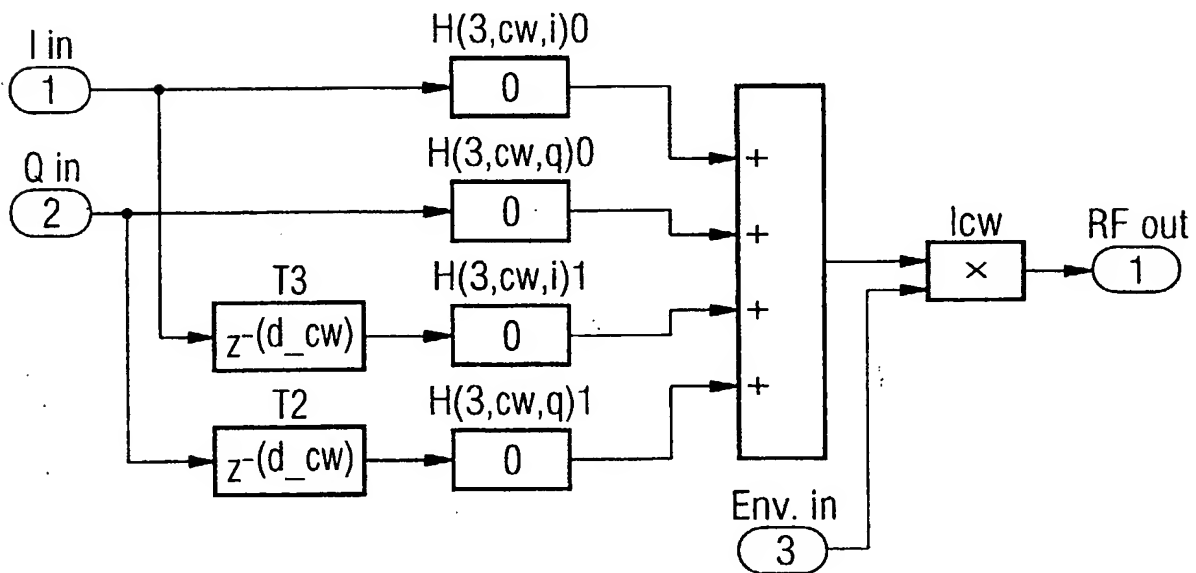 I in
1
H(3,cw,i)0
0
Q in
2
H(3,cw,q)0
0
T3
z-(d_cw)
H(3,cw,i)1
0
T2
z-(d_cw)
H(3,cw,q)1
0
+
+
+
+
Icw
×
RF out
1
Env. in
3